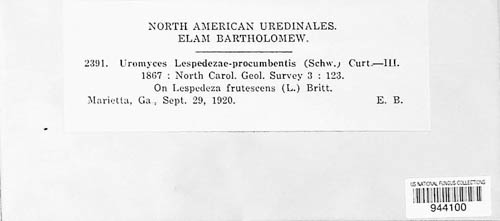 NORTH AMERICAN UREDINALES.
ELAM BARTHOLOMEW.
2391. Uromyces Lespedezae-procumbentis (Schw.) Curt.—III.
1867 : North Carol. Geol. Survey 3 : 123.
On Lespedeza frutescens (L.) Britt.
Marietta, Ga., Sept. 29, 1920. E. B.
US NATIONAL FUNGUS COLLECTIONS
944100